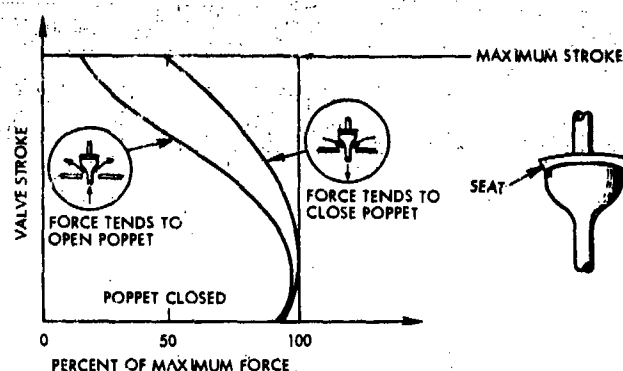 MAXIMUM STROKE
VALVE STROKE
FORCE TENDS TO
OPEN POPPET
FORCE TENDS TO
CLOSE POPPET
SEAT
POPPET CLOSED
0 50 100
PERCENT OF MAXIMUM FORCE